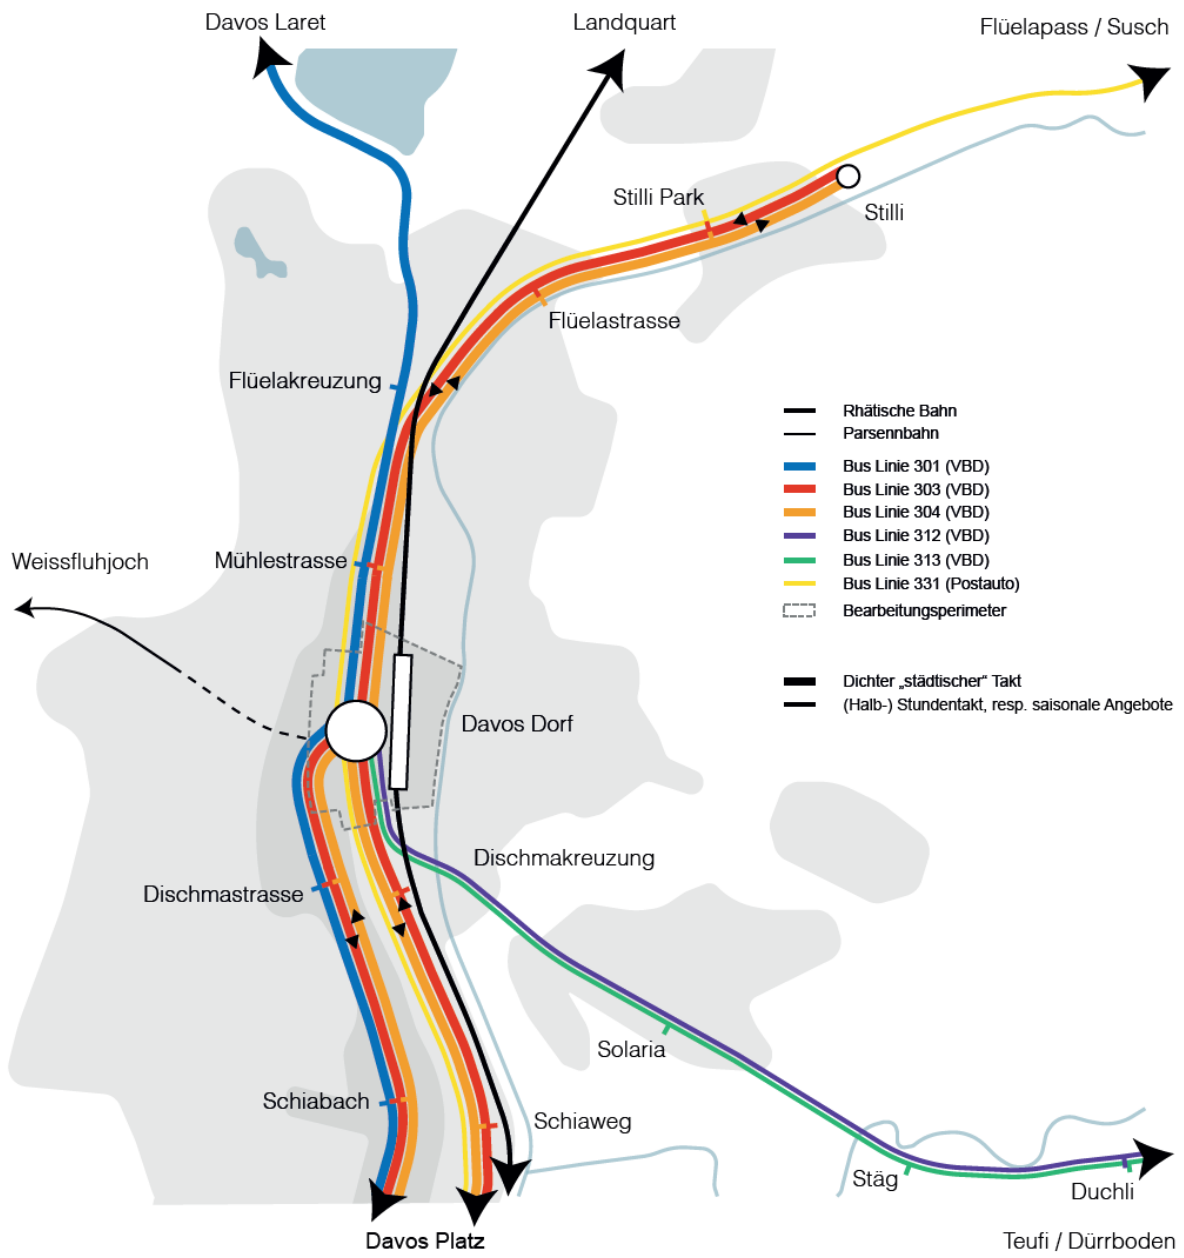 Davos Laret
Landquart
Flüelapass / Susch
Stilli Park
Stilli
Flüelastrasse
Flüelakreuzung
Rhätische Bahn
Parsennbahn
Bus Linie 301 (VBD)
Bus Linie 303 (VBD)
Bus Linie 304 (VBD)
Bus Linie 312 (VBD)
Bus Linie 313 (VBD)
Bus Linie 331 (Postauto)
Bearbeitungsperimeter
Dichter „städtischer“ Takt
(Halb-) Stundentakt, resp. saisonale Angebote
Weissfluhjoch
Mühlestrasse
Davos Dorf
Dischmakreuzung
Dischmastrasse
Solaria
Schiabach
Schiaweg
Stäg
Duchli
Davos Platz
Teufi / Dürrboden